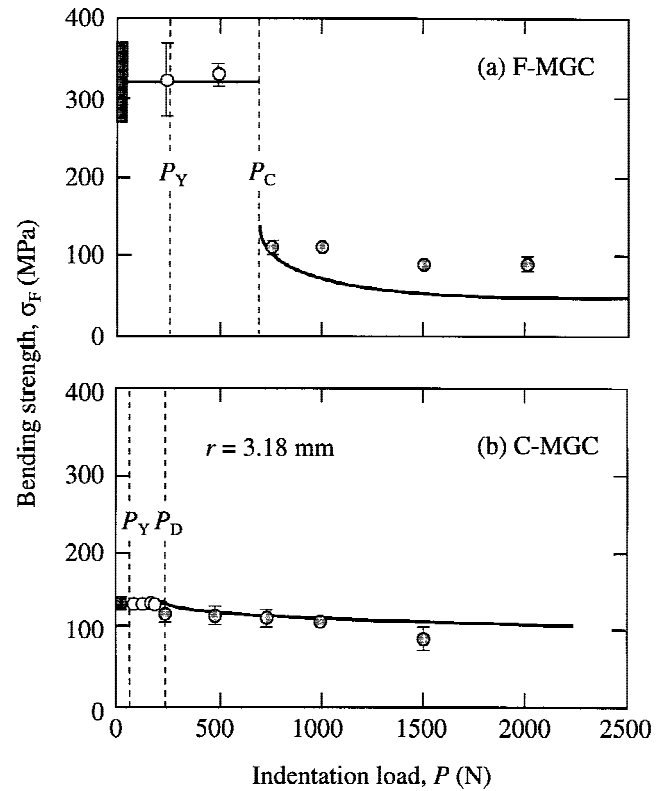 400
(a) F-MGC
300
200
P_Y P_C
100
0
Bending strength, σ_F (MPa)
400
r = 3.18 mm
(b) C-MGC
300
P_Y P_D
200
100
0
0 500 1000 1500 2000 2500
Indentation load, P (N)